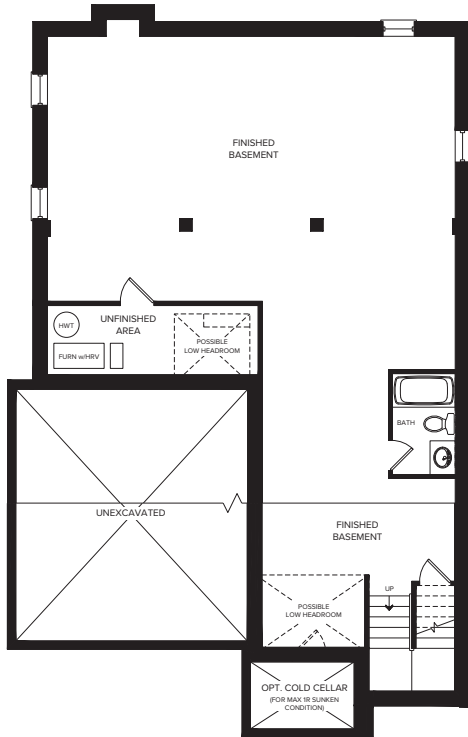 FINISHED
BASEMENT
UNFINISHED
AREA
HWT
FURN w/HRV
POSSIBLE
LOW HEADROOM
BATH
UNEXCAVATED
FINISHED
BASEMENT
UP
POSSIBLE
LOW HEADROOM
OPT. COLD CELLAR
(FOR MAX 1R SUNKEN
CONDITION)